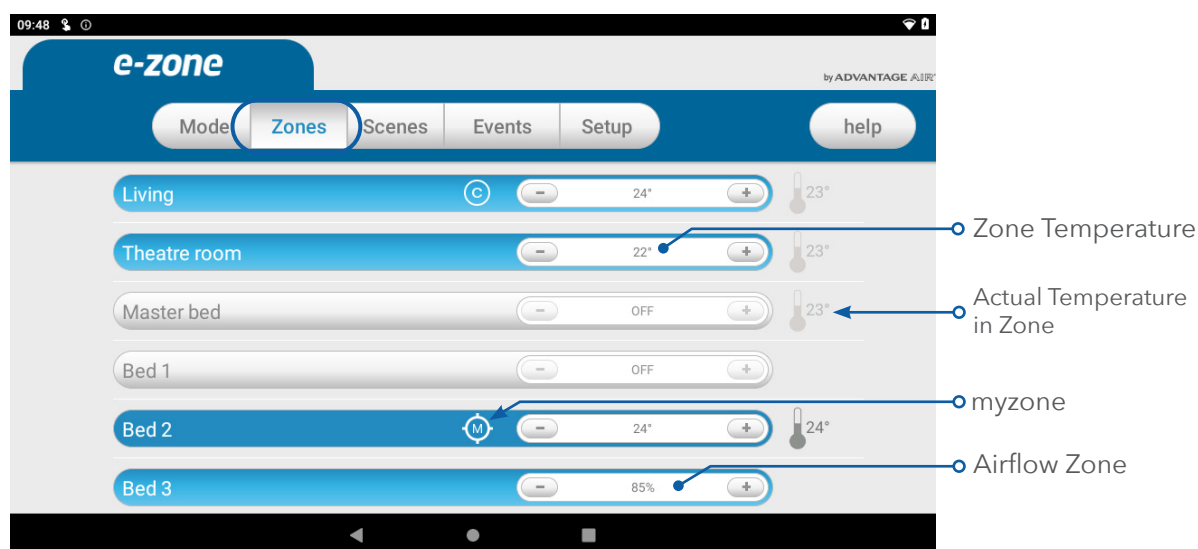 09:48
e-zone
by ADVANTAGE AIR
Mode Zones Scenes Events Setup help
Living C - 24° + 23°
Zone Temperature
Theatre room - 22° + 23°
Master bed - OFF + 23°
Actual Temperature
in Zone
Bed 1 - OFF +
myzone
Bed 2 M - 24° + 24°
Airflow Zone
Bed 3 - 85% +